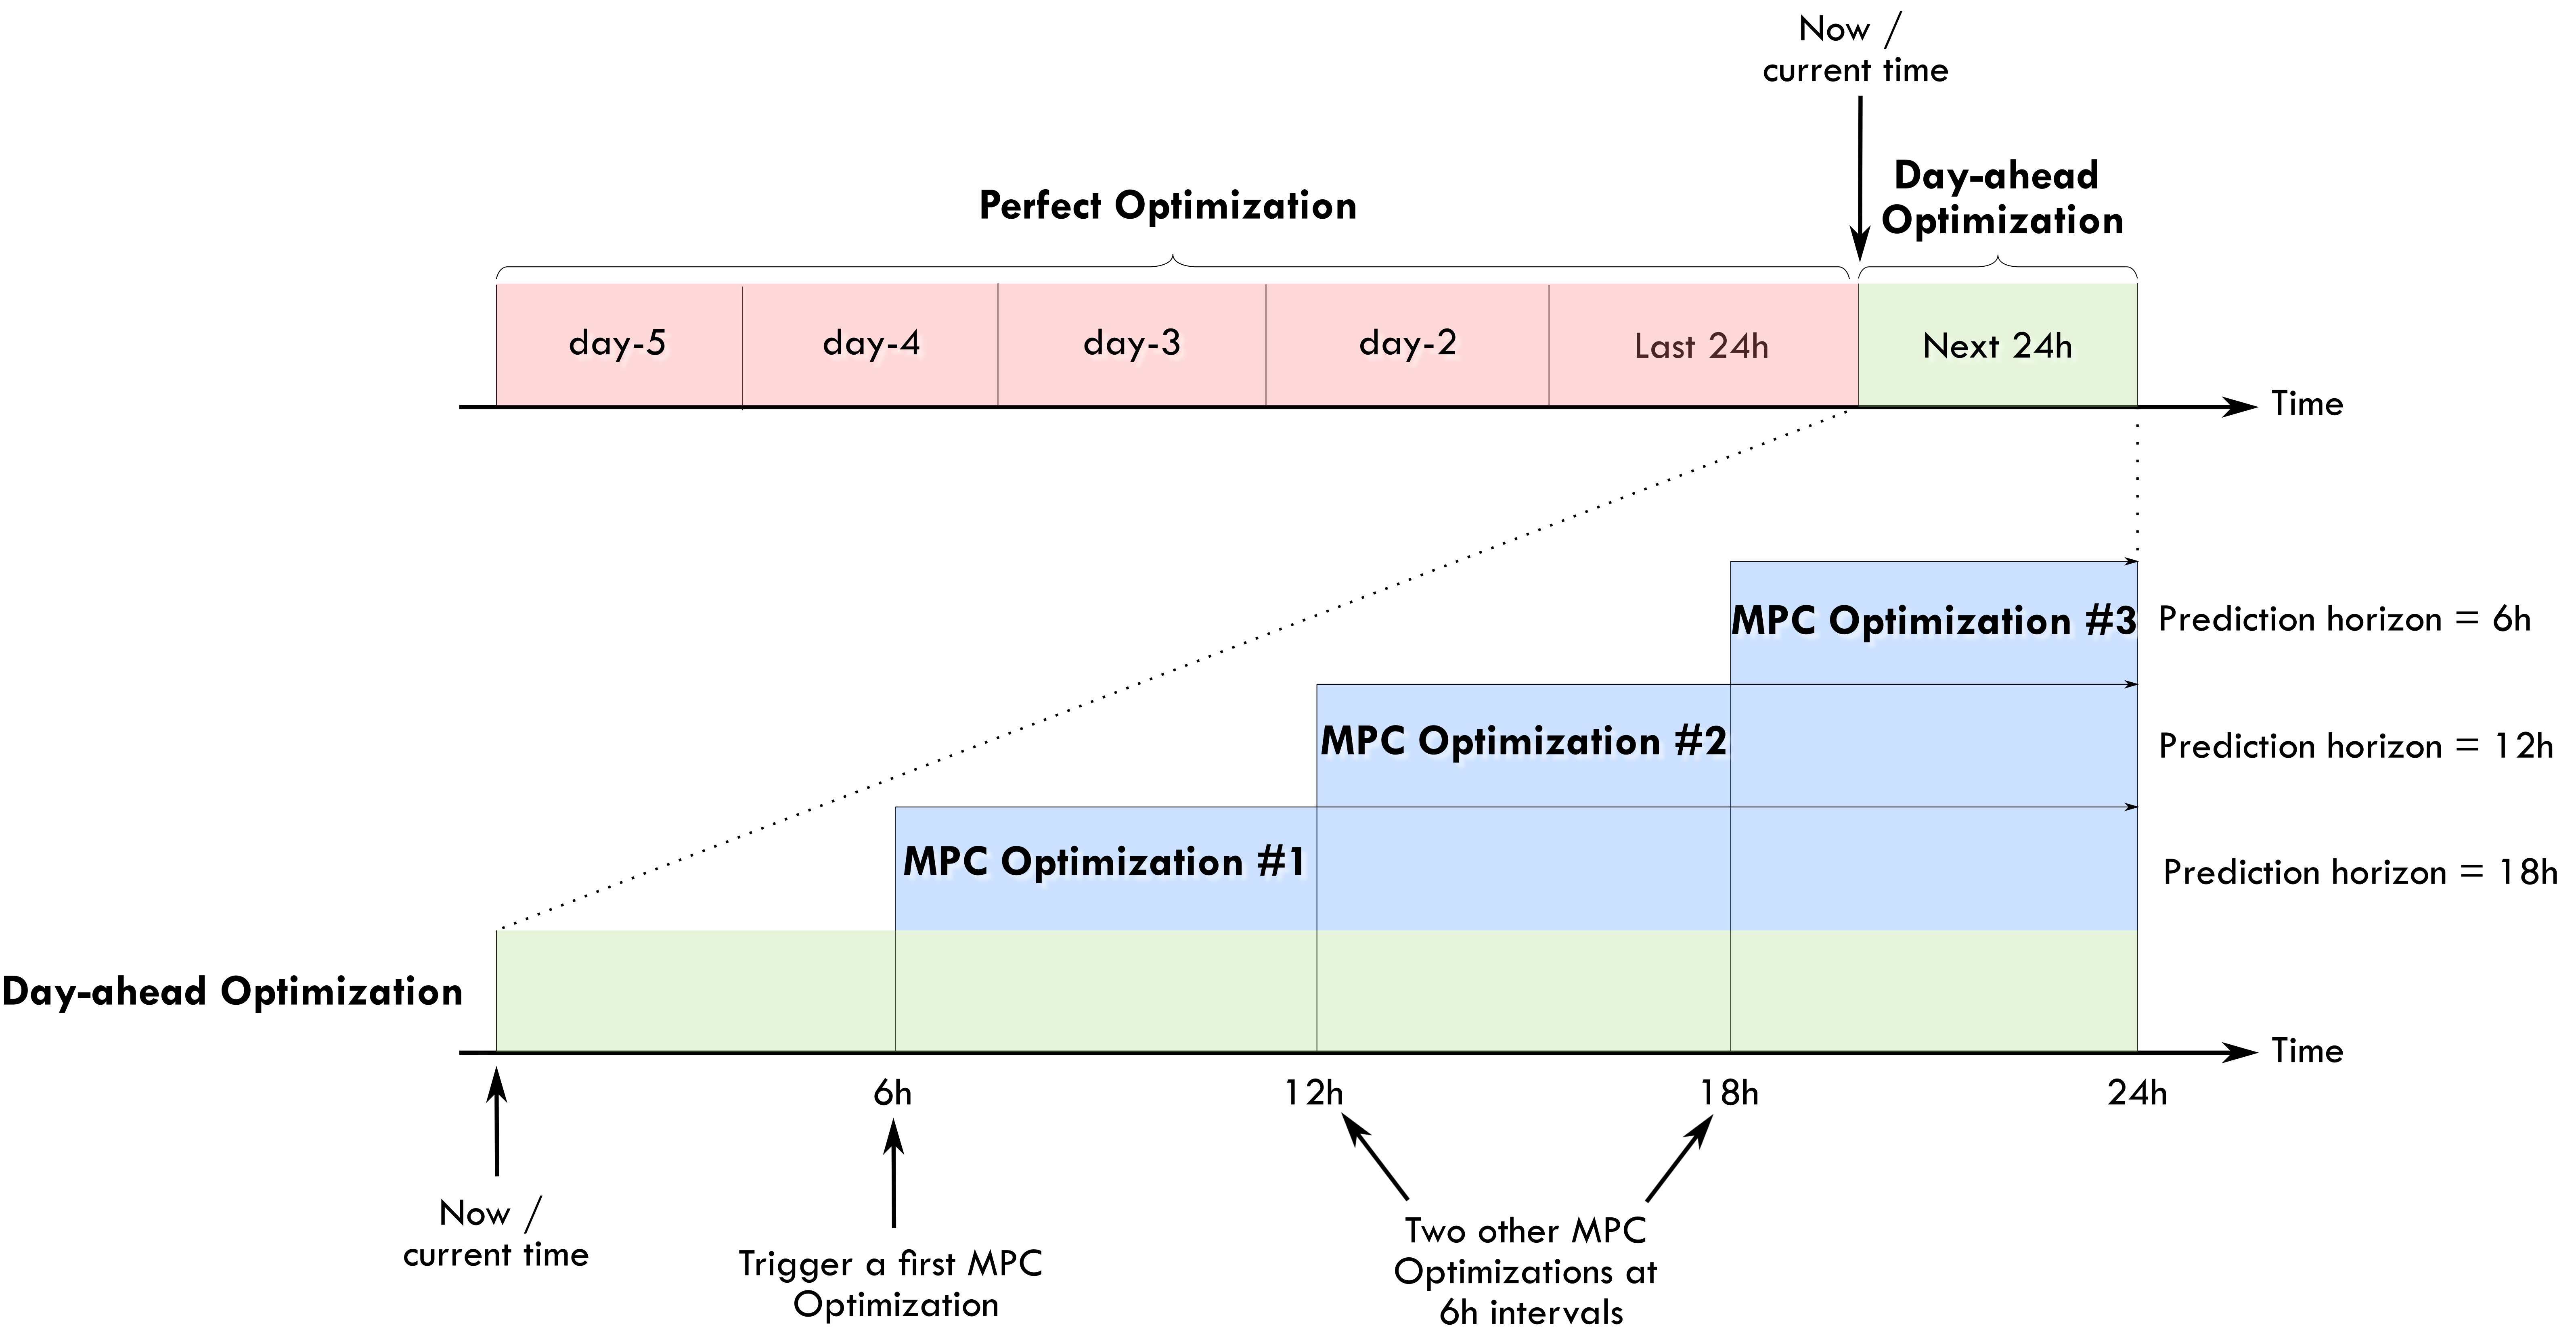 Now /
current time
Perfect Optimization
Day-ahead
Optimization
day-5
day-4
day-3
day-2
Last 24h
Next 24h
Time
MPC Optimization #3
Prediction horizon = 6h
MPC Optimization #2
Prediction horizon = 12h
MPC Optimization #1
Prediction horizon = 18h
Day-ahead Optimization
Time
6h
12h
18h
24h
Now /
current time
Trigger a first MPC
Optimization
Two other MPC
Optimizations at
6h intervals